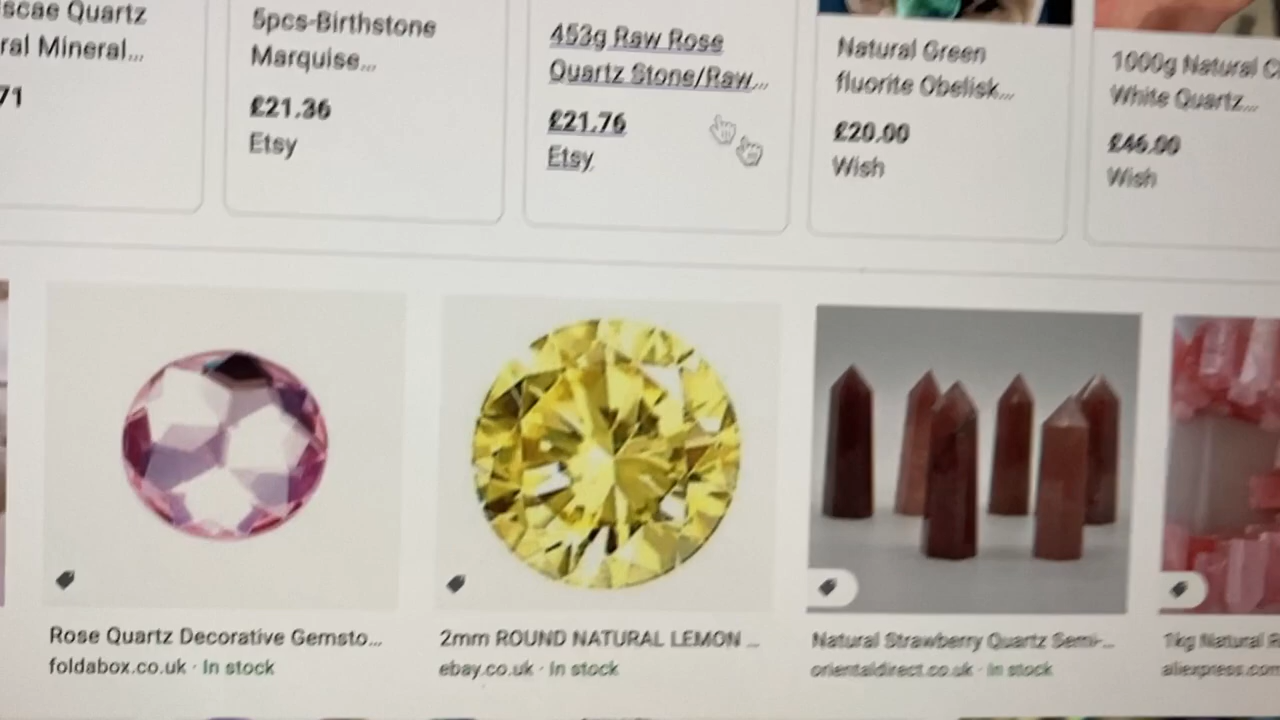 scae Quartz
ral Mineral...
71
5pcs-Birthstone
Marquise...
£21.36
Etsy
453g Raw Rose
Quartz Stone/Raw...
£21.76
Etsy
Natural Green
fluorite Obelisk...
£20.00
Wish
1000g Natural C
White Quartz...
£46.00
Wish
Rose Quartz Decorative Gemsto...
foldabox.co.uk · In stock
2mm ROUND NATURAL LEMON ...
ebay.co.uk · In stock
Natural Strawberry Quartz Semi-...
orientaldirect.co.uk · In stock
1kg Natural R
aliexpress.com